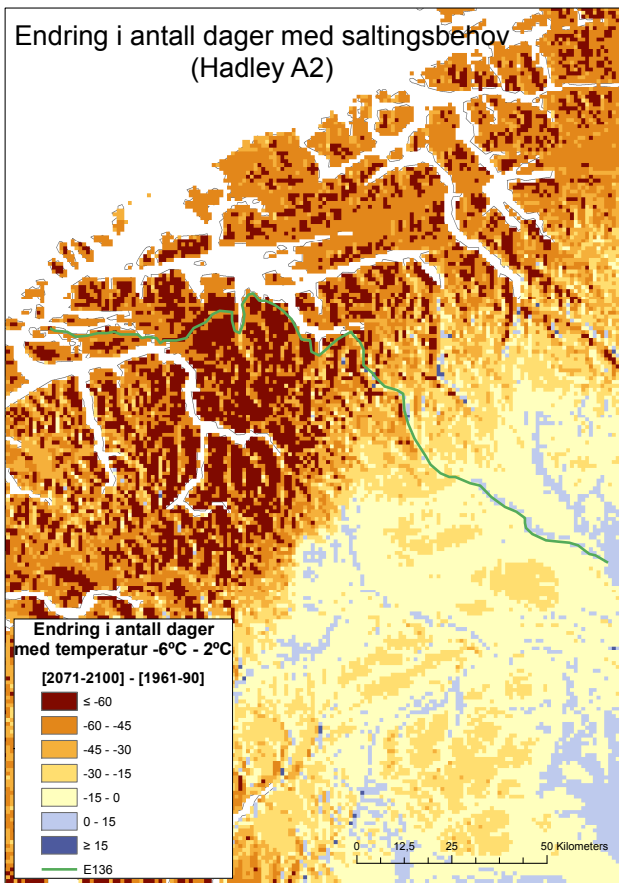 Endring i antall dager med saltingsbehov
(Hadley A2)
Endring i antall dager
med temperatur -6ºC - 2ºC
[2071-2100] - [1961-90]
≤ -60
-60 - -45
-45 - -30
-30 - -15
-15 - 0
0 - 15
≥ 15
E136
0 12,5 25 50 Kilometers